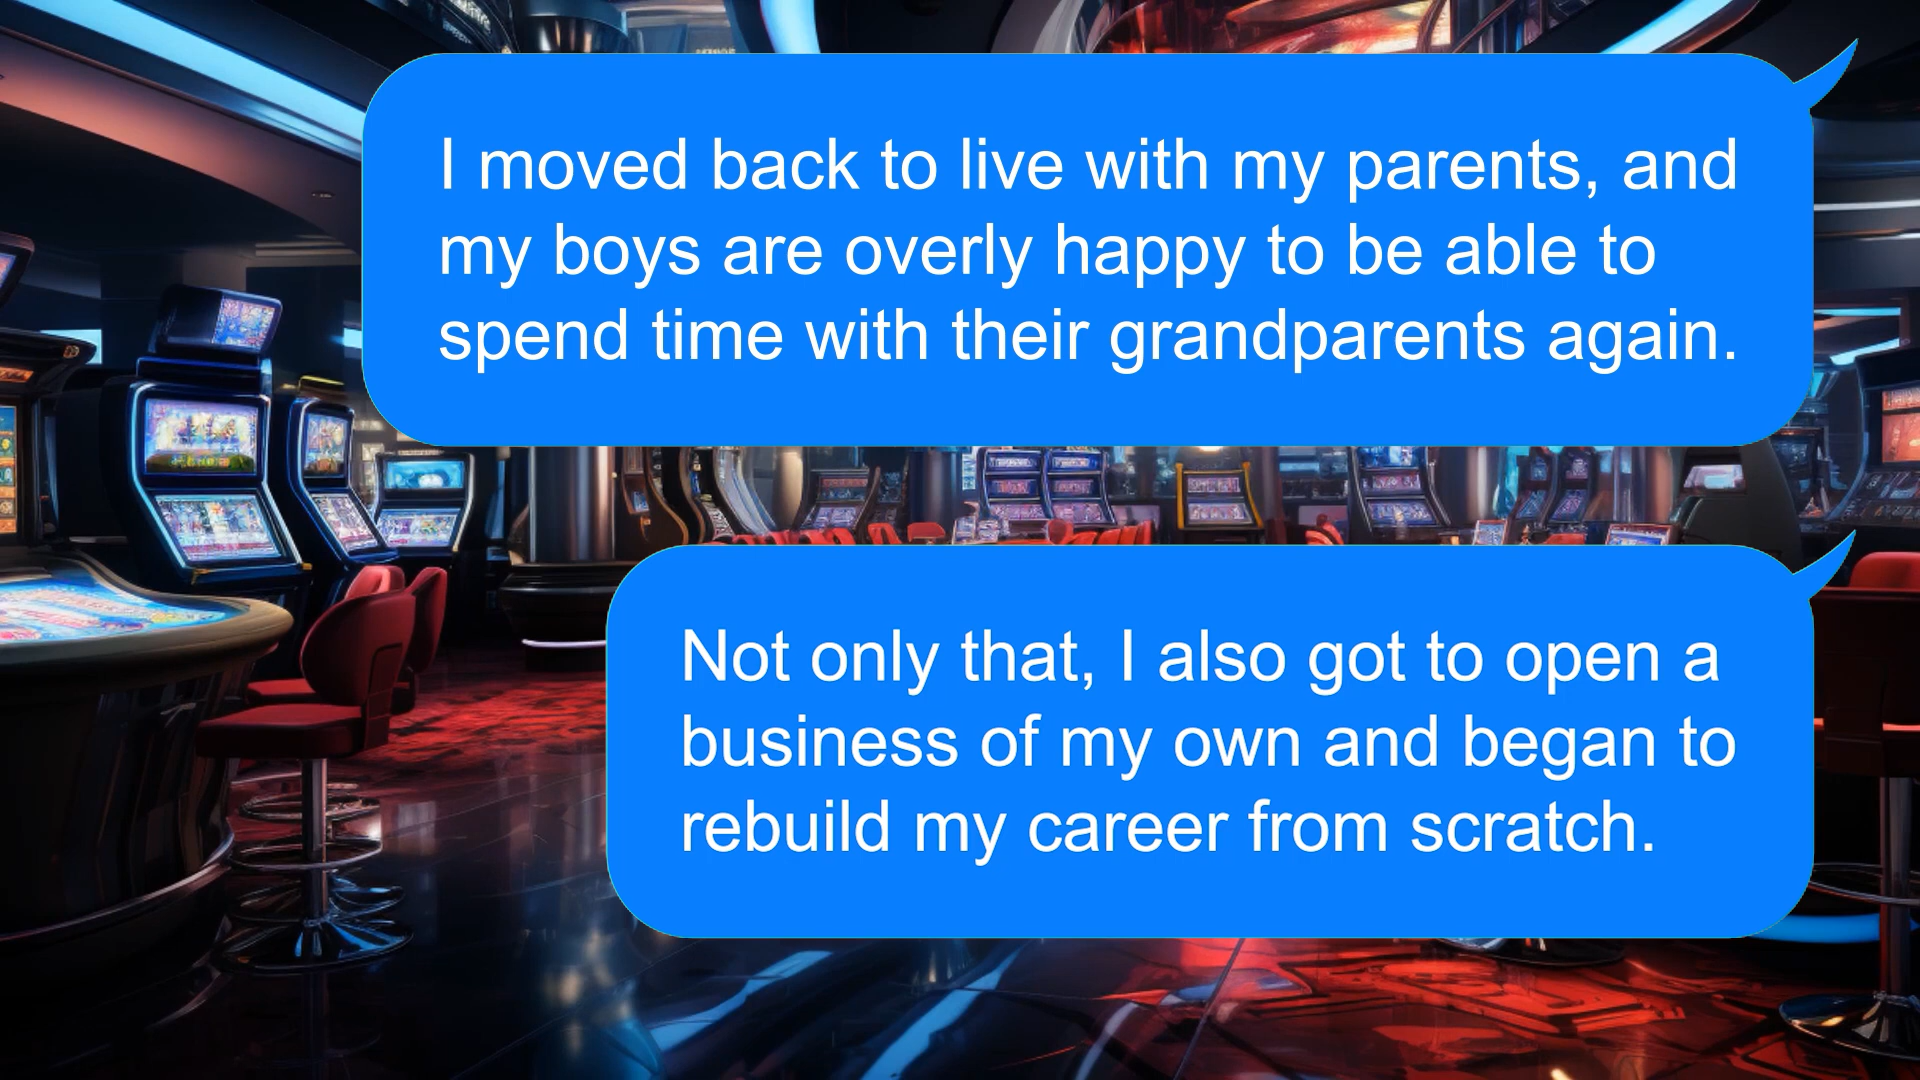 I moved back to live with my parents, and
my boys are overly happy to be able to
spend time with their grandparents again.
Not only that, I also got to open a
business of my own and began to
rebuild my career from scratch.